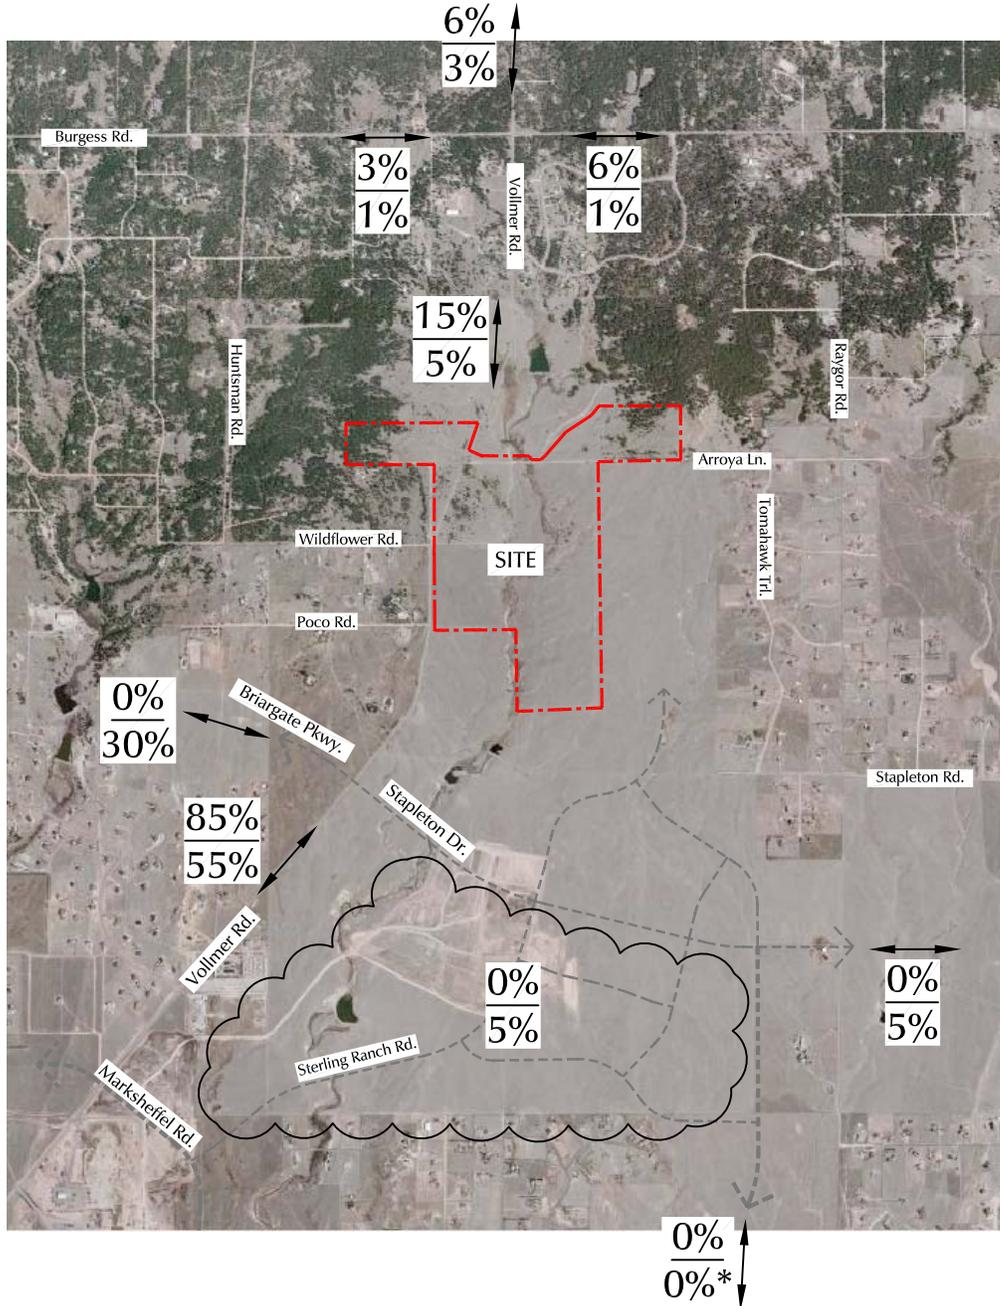 6%
3%
Burgess Rd.
3%
1%
Vollmer Rd.
6%
1%
15%
5%
Huntsman Rd.
Raygor Rd.
Arroya Ln.
Tomahawk Trl.
Wildflower Rd.
SITE
Poco Rd.
0%
30%
Briargate Pkwy.
Stapleton Rd.
Stapleton Dr.
85%
55%
Vollmer Rd.
0%
5%
0%
5%
Sterling Ranch Rd.
Marksheffel Rd.
0%
0%*